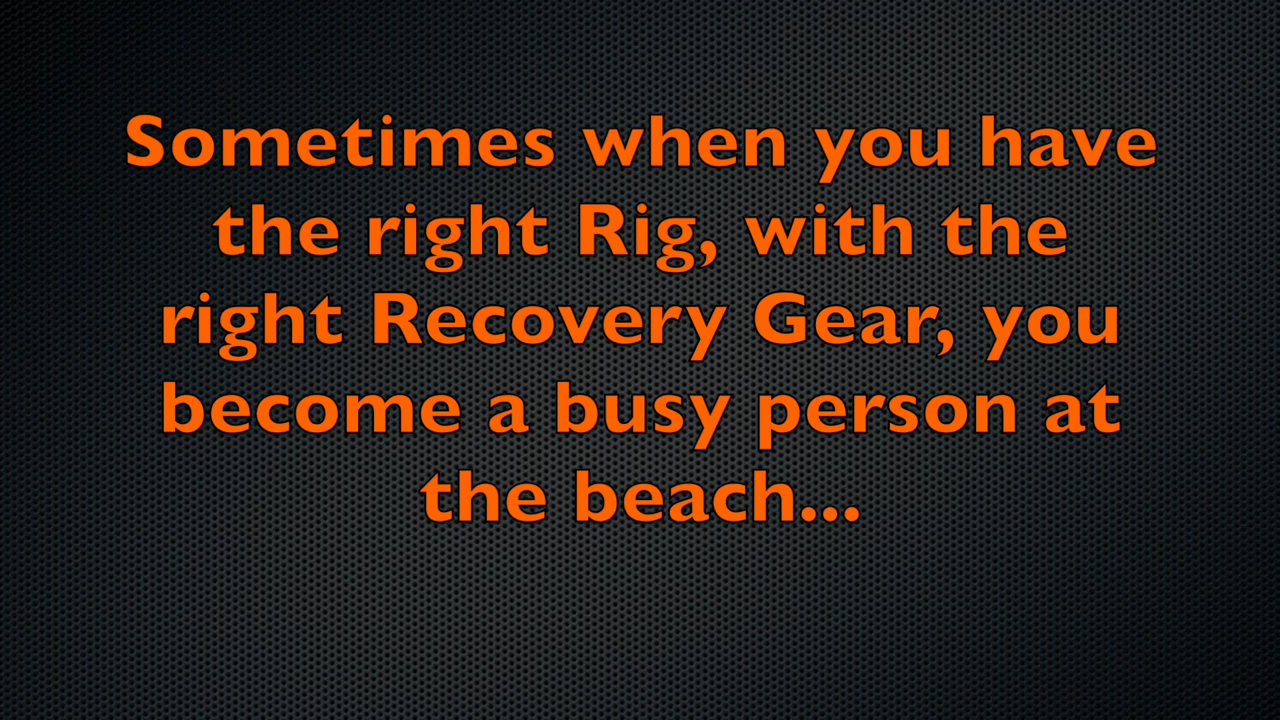 Sometimes when you have
the right Rig, with the
right Recovery Gear, you
become a busy person at
the beach...